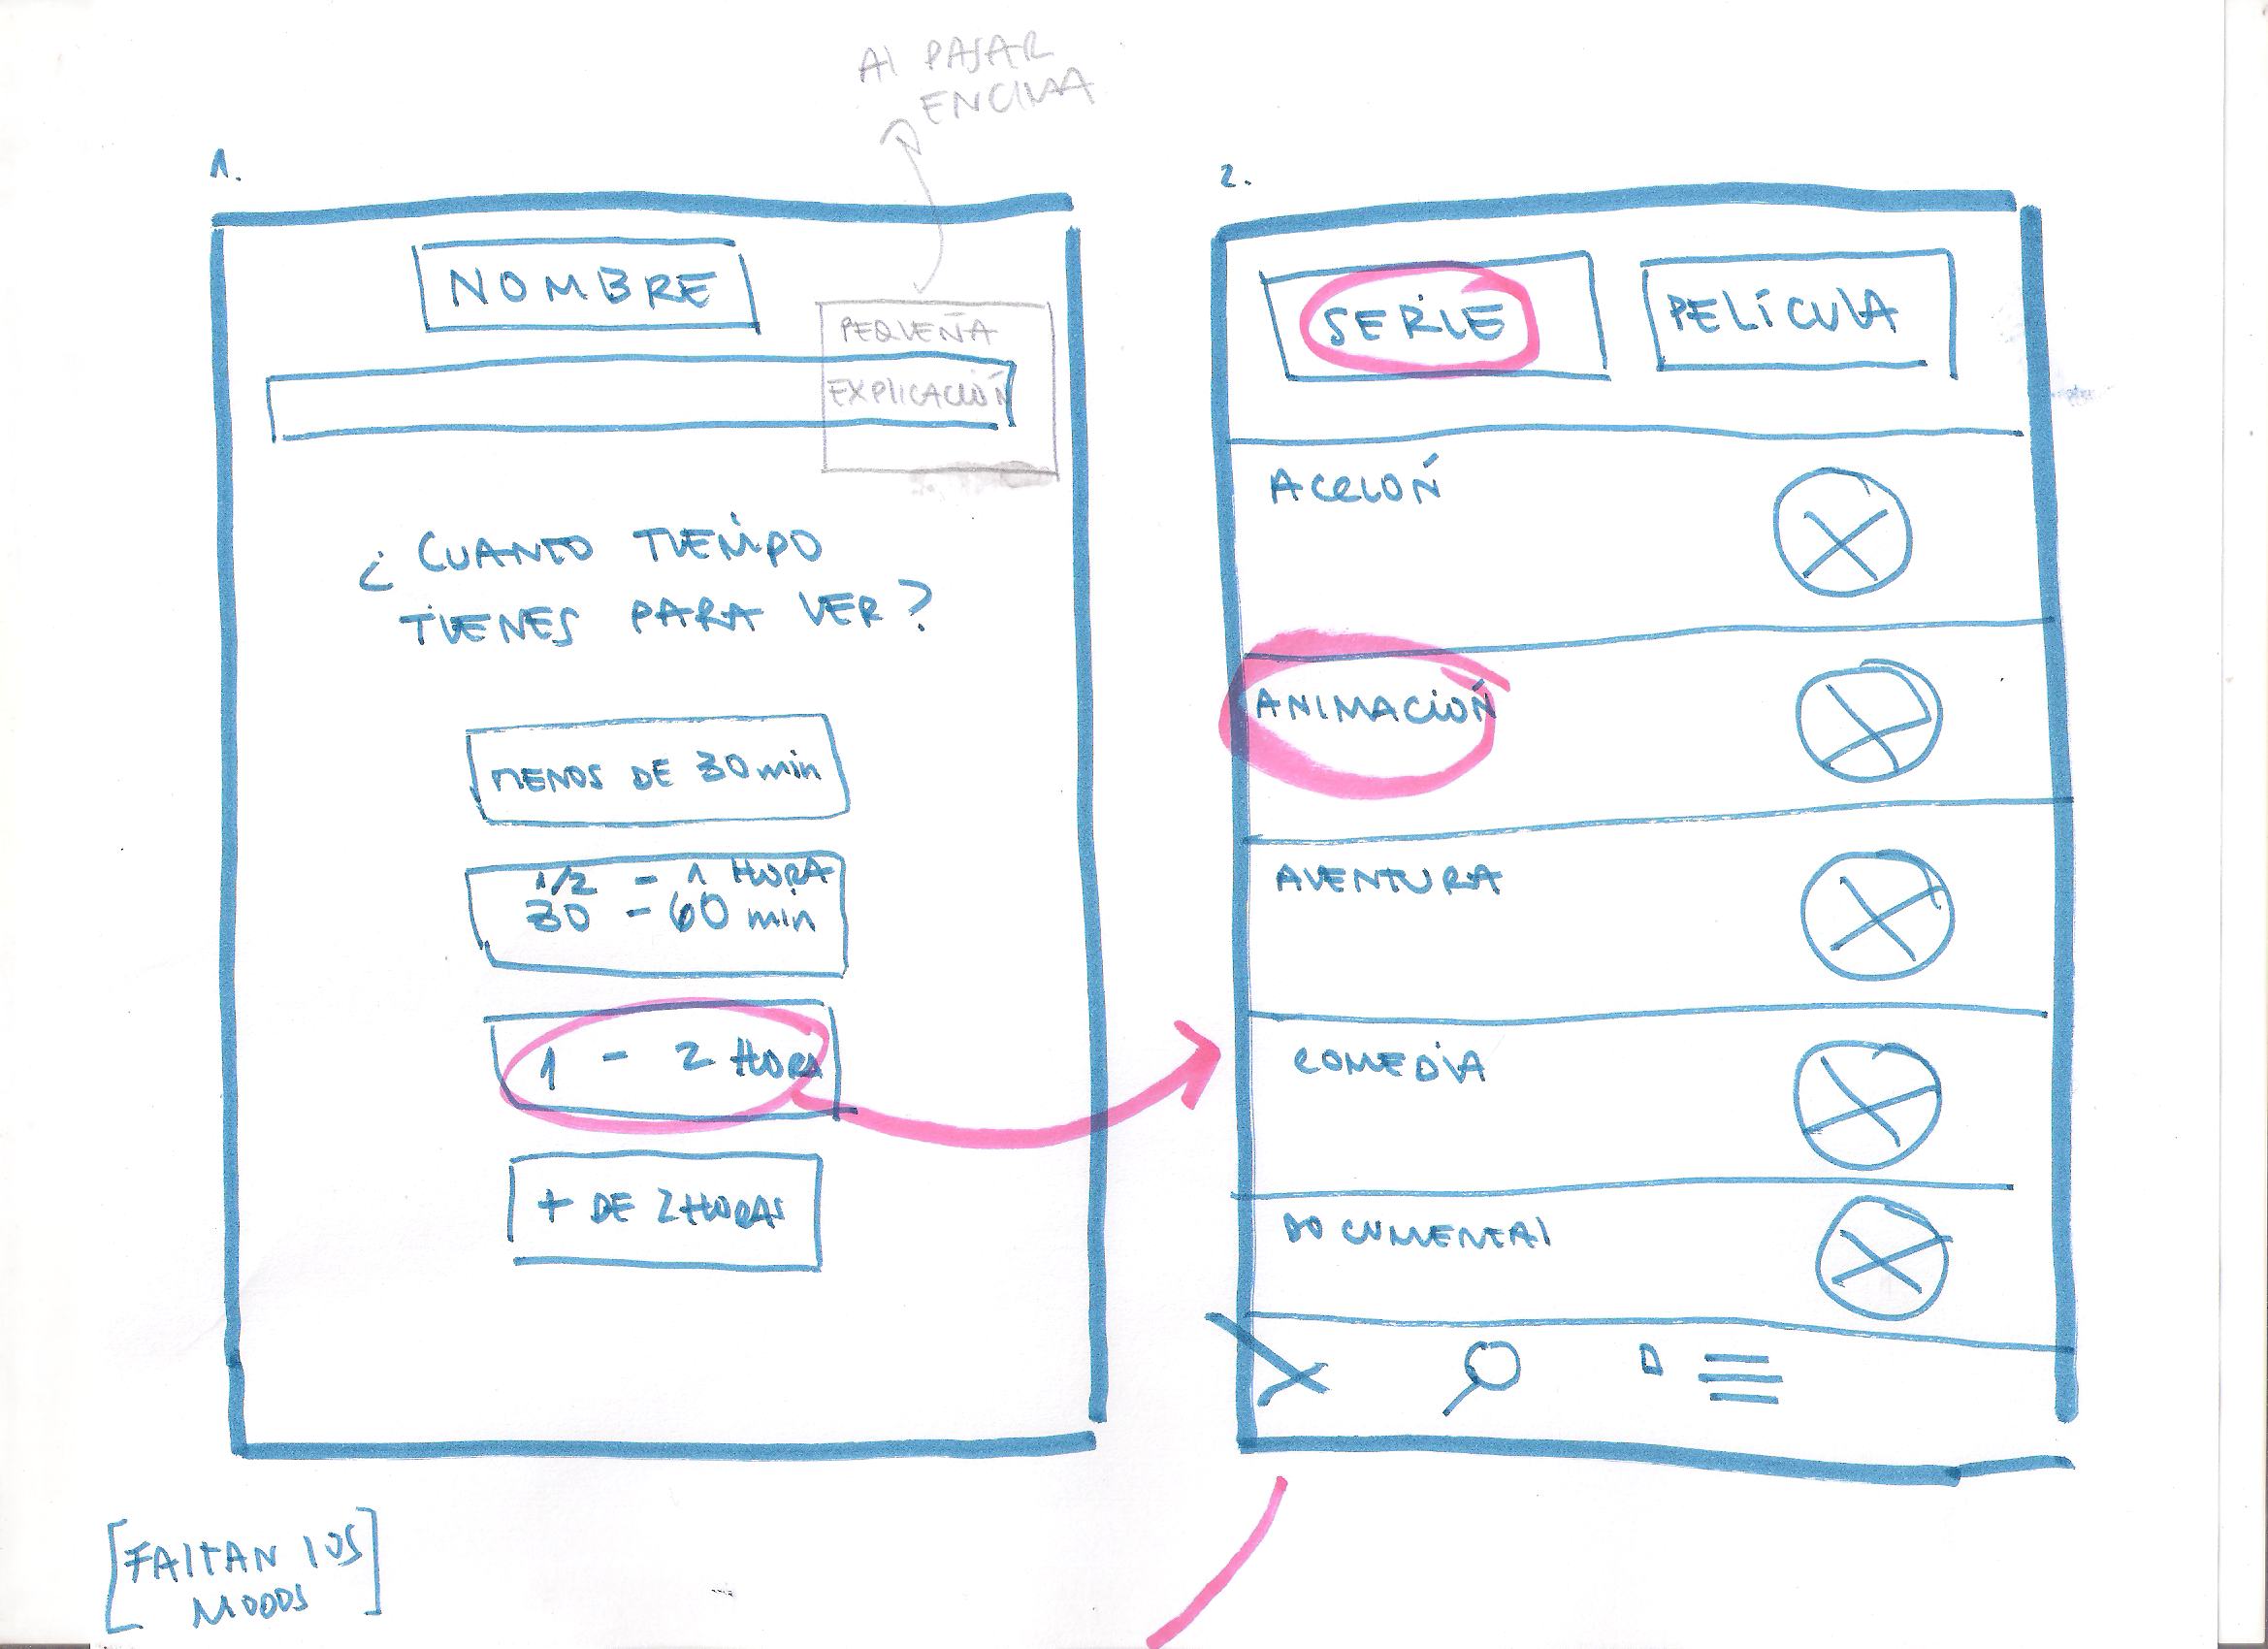 Al PASAR
ENCIMA
1.
NOMBRE
PEQUEÑA
EXPLICACIÓN
¿CUANTO TIEMPO
TIENES PARA VER?
MENOS DE 30 min
1/2 - 1 HORA
30 - 60 min
1 - 2 HORA
+ DE 2 HORAS
[FALTAN LOS
MOODS]
2.
SERIE
PELÍCULA
ACCIÓN
ANIMACIÓN
AVENTURA
COMEDIA
DOCUMENTAL